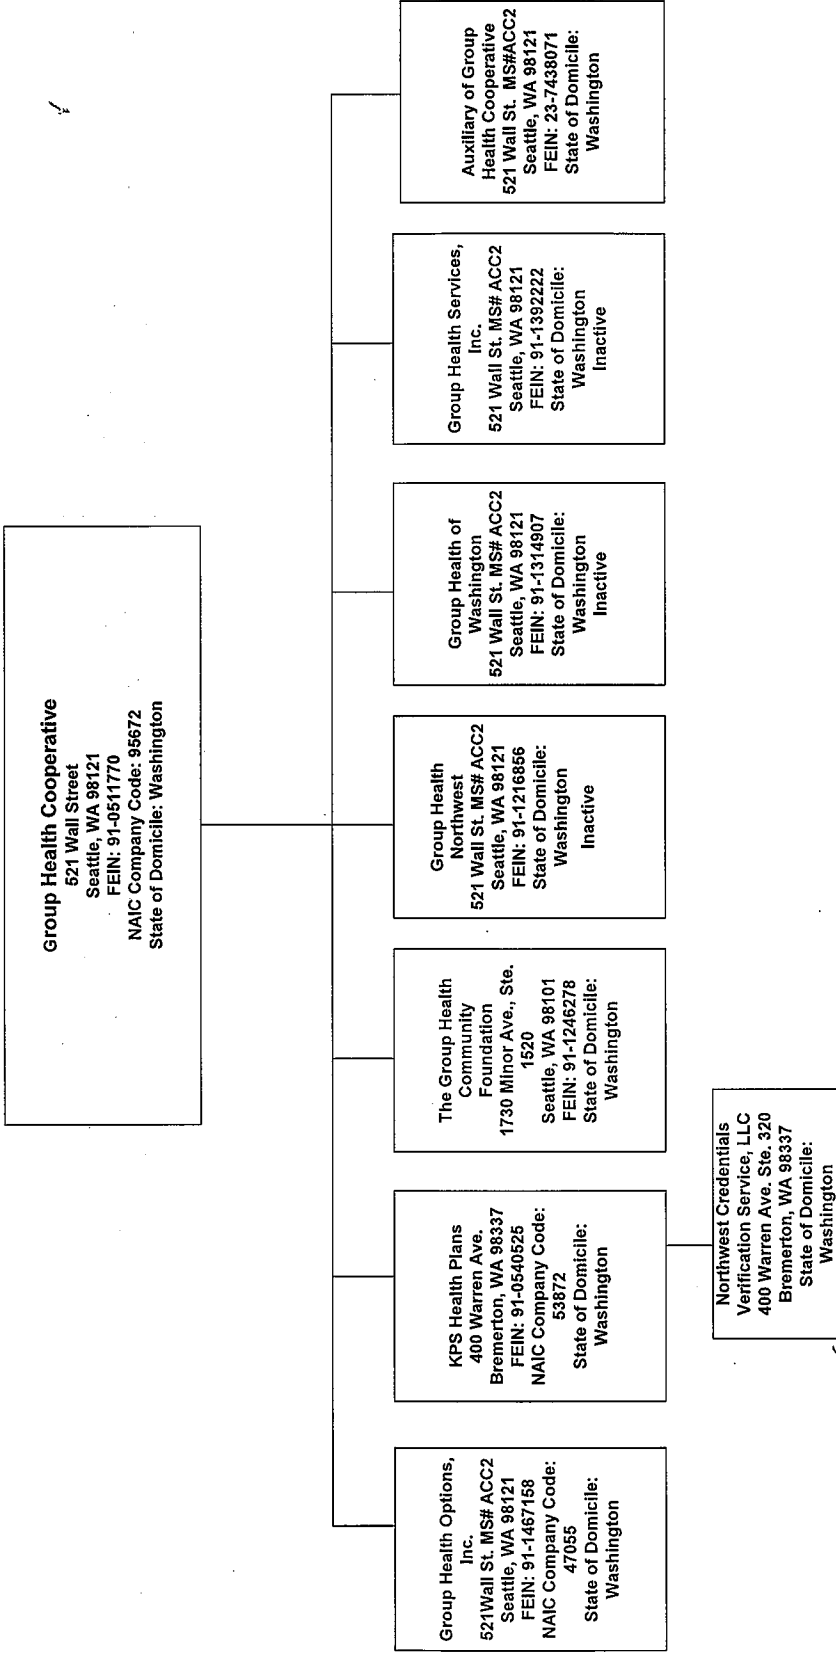 Group Health Cooperative
521 Wall Street
Seattle, WA 98121
FEIN: 91-0511770
NAIC Company Code: 95672
State of Domicile: Washington
Group Health Options,
Inc.
521Wall St. MS# ACC2
Seattle, WA 98121
FEIN: 91-1467158
NAIC Company Code:
47055
State of Domicile:
Washington
KPS Health Plans
400 Warren Ave.
Bremerton, WA 98337
FEIN: 91-0540525
NAIC Company Code:
53872
State of Domicile:
Washington
The Group Health
Community
Foundation
1730 Minor Ave., Ste.
1520
Seattle, WA 98101
FEIN: 91-1246278
State of Domicile:
Washington
Group Health
Northwest
521 Wall St. MS# ACC2
Seattle, WA 98121
FEIN: 91-1216856
State of Domicile:
Washington
Inactive
Group Health of
Washington
521 Wall St. MS# ACC2
Seattle, WA 98121
FEIN: 91-1314907
State of Domicile:
Washington
Inactive
Group Health Services,
Inc.
521 Wall St. MS# ACC2
Seattle, WA 98121
FEIN: 91-1392222
State of Domicile:
Washington
Inactive
Auxiliary of Group
Health Cooperative
521 Wall St. MS#ACC2
Seattle, WA 98121
FEIN: 23-7438071
State of Domicile:
Washington
Northwest Credentials
Verification Service, LLC
400 Warren Ave. Ste. 320
Bremerton, WA 98337
State of Domicile:
Washington